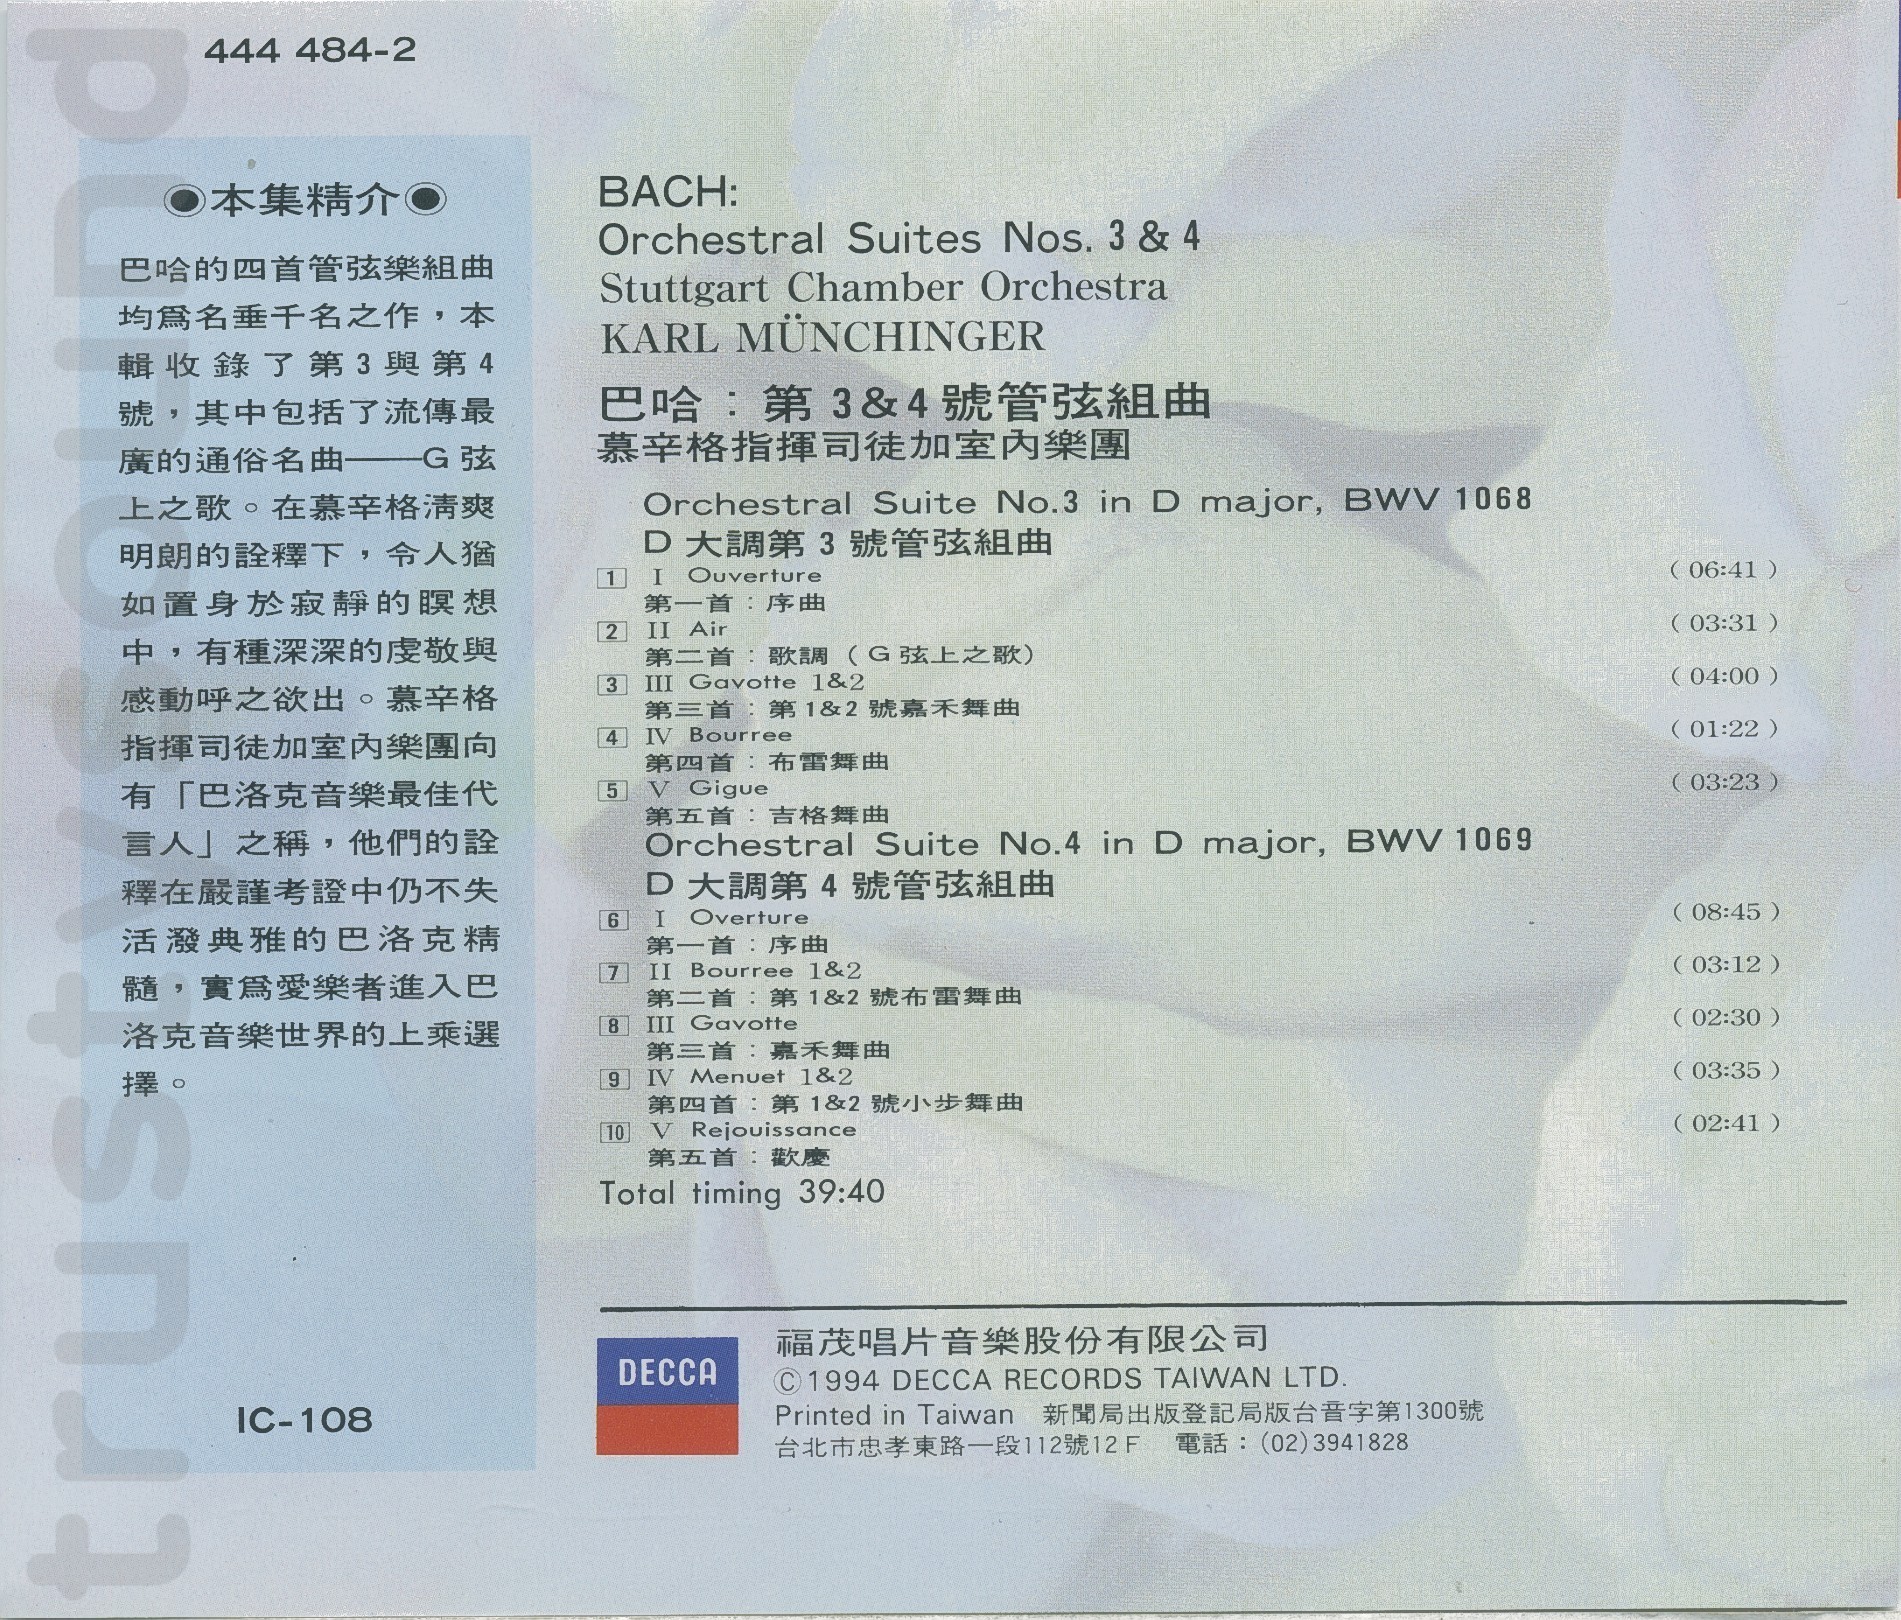 444 484-2
本集精介
巴哈的四首管弦樂組曲
均爲名垂千名之作，本
輯收錄了第3與第4
號，其中包括了流傳最
廣的通俗名曲——G弦
上之歌。在慕辛格清爽
明朗的詮釋下，令人猶
如置身於寂靜的瞑想
中，有種深深的虔敬與
感動呼之欲出。慕辛格
指揮司徒加室內樂團向
有「巴洛克音樂最佳代
言人」之稱，他們的詮
釋在嚴謹考證中仍不失
活潑典雅的巴洛克精
髓，實爲愛樂者進入巴
洛克音樂世界的上乘選
擇。
IC-108
trustysound
BACH:
Orchestral Suites Nos. 3 & 4
Stuttgart Chamber Orchestra
KARL MÜNCHINGER
巴哈：第 3 & 4 號管弦組曲
慕辛格指揮司徒加室內樂團
Orchestral Suite No.3 in D major, BWV 1068
D 大調第 3 號管弦組曲
1 I Ouverture (06:41)
第一首：序曲
2 II Air (03:31)
第二首：歌調（G弦上之歌）
3 III Gavotte 1&2 (04:00)
第三首：第1&2號嘉禾舞曲
4 IV Bourree (01:22)
第四首：布雷舞曲
5 V Gigue (03:23)
第五首：吉格舞曲
Orchestral Suite No.4 in D major, BWV 1069
D 大調第 4 號管弦組曲
6 I Overture (08:45)
第一首：序曲
7 II Bourree 1&2 (03:12)
第二首：第1&2號布雷舞曲
8 III Gavotte (02:30)
第三首：嘉禾舞曲
9 IV Menuet 1&2 (03:35)
第四首：第1&2號小步舞曲
10 V Rejouissance (02:41)
第五首：歡慶
Total timing 39:40
DECCA
福茂唱片音樂股份有限公司
©1994 DECCA RECORDS TAIWAN LTD.
Printed in Taiwan 新聞局出版登記局版台音字第1300號
台北市忠孝東路一段112號12F 電話：(02)3941828